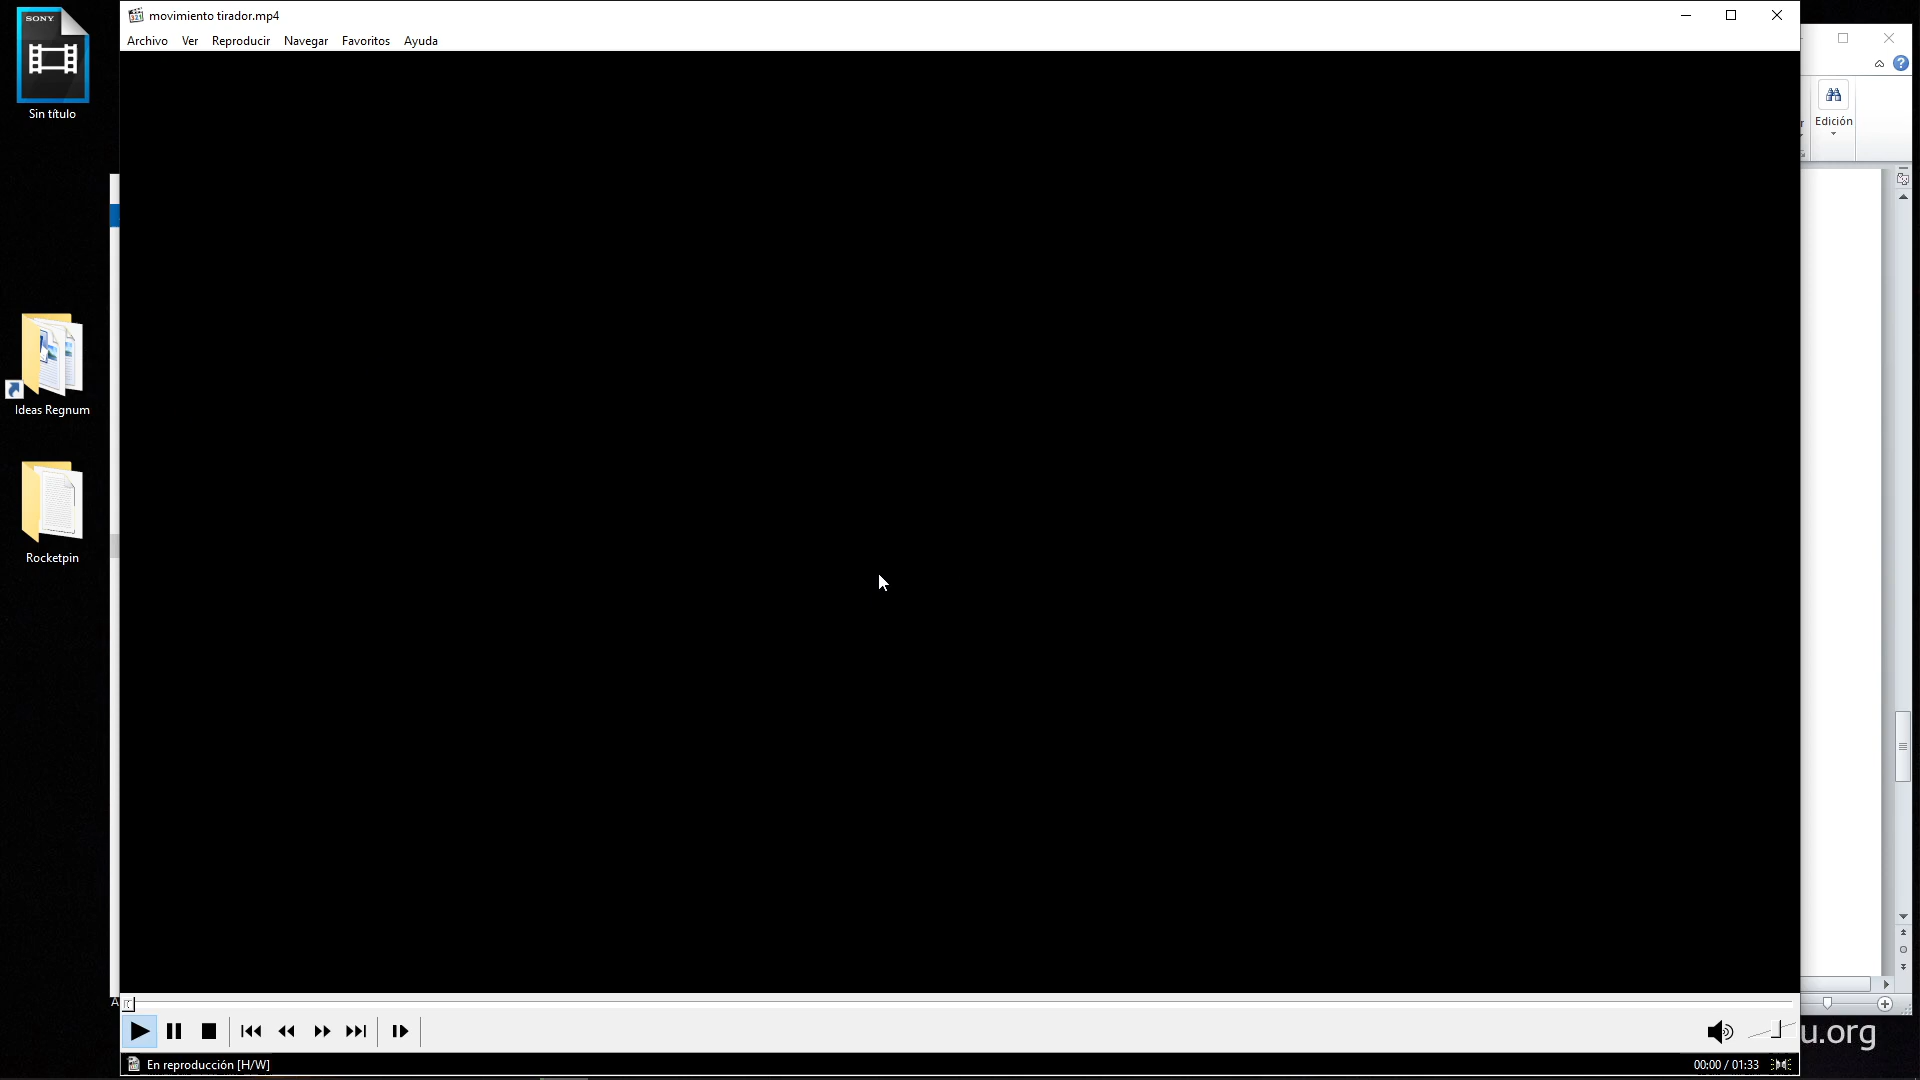 movimiento tirador.mp4
Archivo Ver Reproducir Navegar Favoritos Ayuda
SONY
Sin título
Edición
Ideas Regnum
Rocketpin
En reproducción [H/W]
00:00 / 01:33
u.org